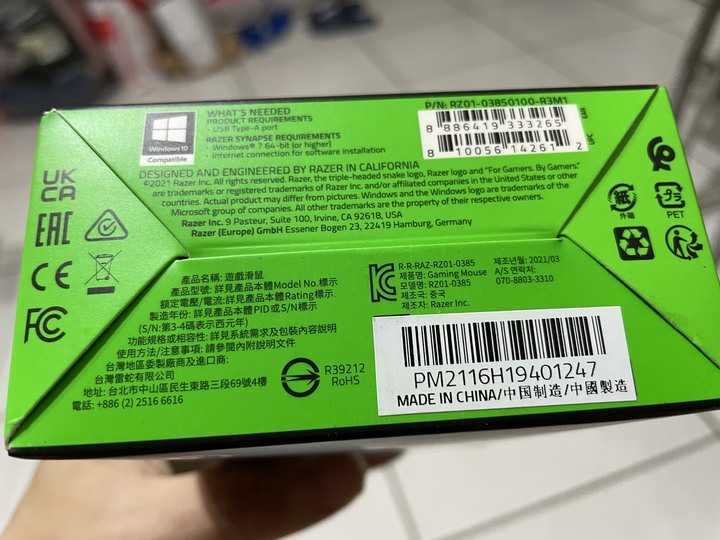 P/N: RZ01-03850100-R3M1
WHAT'S NEEDED
PRODUCT REQUIREMENTS
• USB Type-A port
RAZER SYNAPSE REQUIREMENTS
• Windows® 7 64-bit (or higher)
• Internet connection for software installation
Windows 10
Compatible
8 886419 333265
EAN
8 10056 14261 2
UPC
DESIGNED AND ENGINEERED BY RAZER IN CALIFORNIA
©2021 Razer Inc. All rights reserved. Razer, the triple-headed snake logo, Razer logo and "For Gamers. By Gamers."
are trademarks or registered trademarks of Razer Inc. and/or affiliated companies in the United States or other
countries. Actual product may differ from pictures. Windows and the Windows logo are trademarks of the
Microsoft group of companies. All other trademarks are the property of their respective owners.
Razer Inc. 9 Pasteur, Suite 100, Irvine, CA 92618, USA
Razer (Europe) GmbH Essener Bogen 23, 22419 Hamburg, Germany
UK
CA
EAC
CE
FC
紙
外箱
PET
產品名稱: 遊戲滑鼠
產品型號: 詳見產品本體Model No.標示
額定電壓/電流: 詳見產品本體Rating標示
製造年份: 詳見產品本體PID或S/N標示
(S/N:第3-4碼表示西元年)
功能規格或相容性: 詳見系統需求及包裝內容說明
使用方法/注意事項: 請參閱內附說明文件
台灣地區委製廠商及進口商:
台灣雷蛇有限公司
地址: 台北市中山區民生東路三段69號4樓
電話: +886 (2) 2516 6616
R-R-RAZ-RZ01-0385
제품명: Gaming Mouse
모델명: RZ01-0385
제조국: 중국
제조자: Razer Inc.
제조년월: 2021/03
A/S 연락처:
070-8803-3310
R39212
RoHS
PM2116H19401247
MADE IN CHINA/中国制造/中國製造